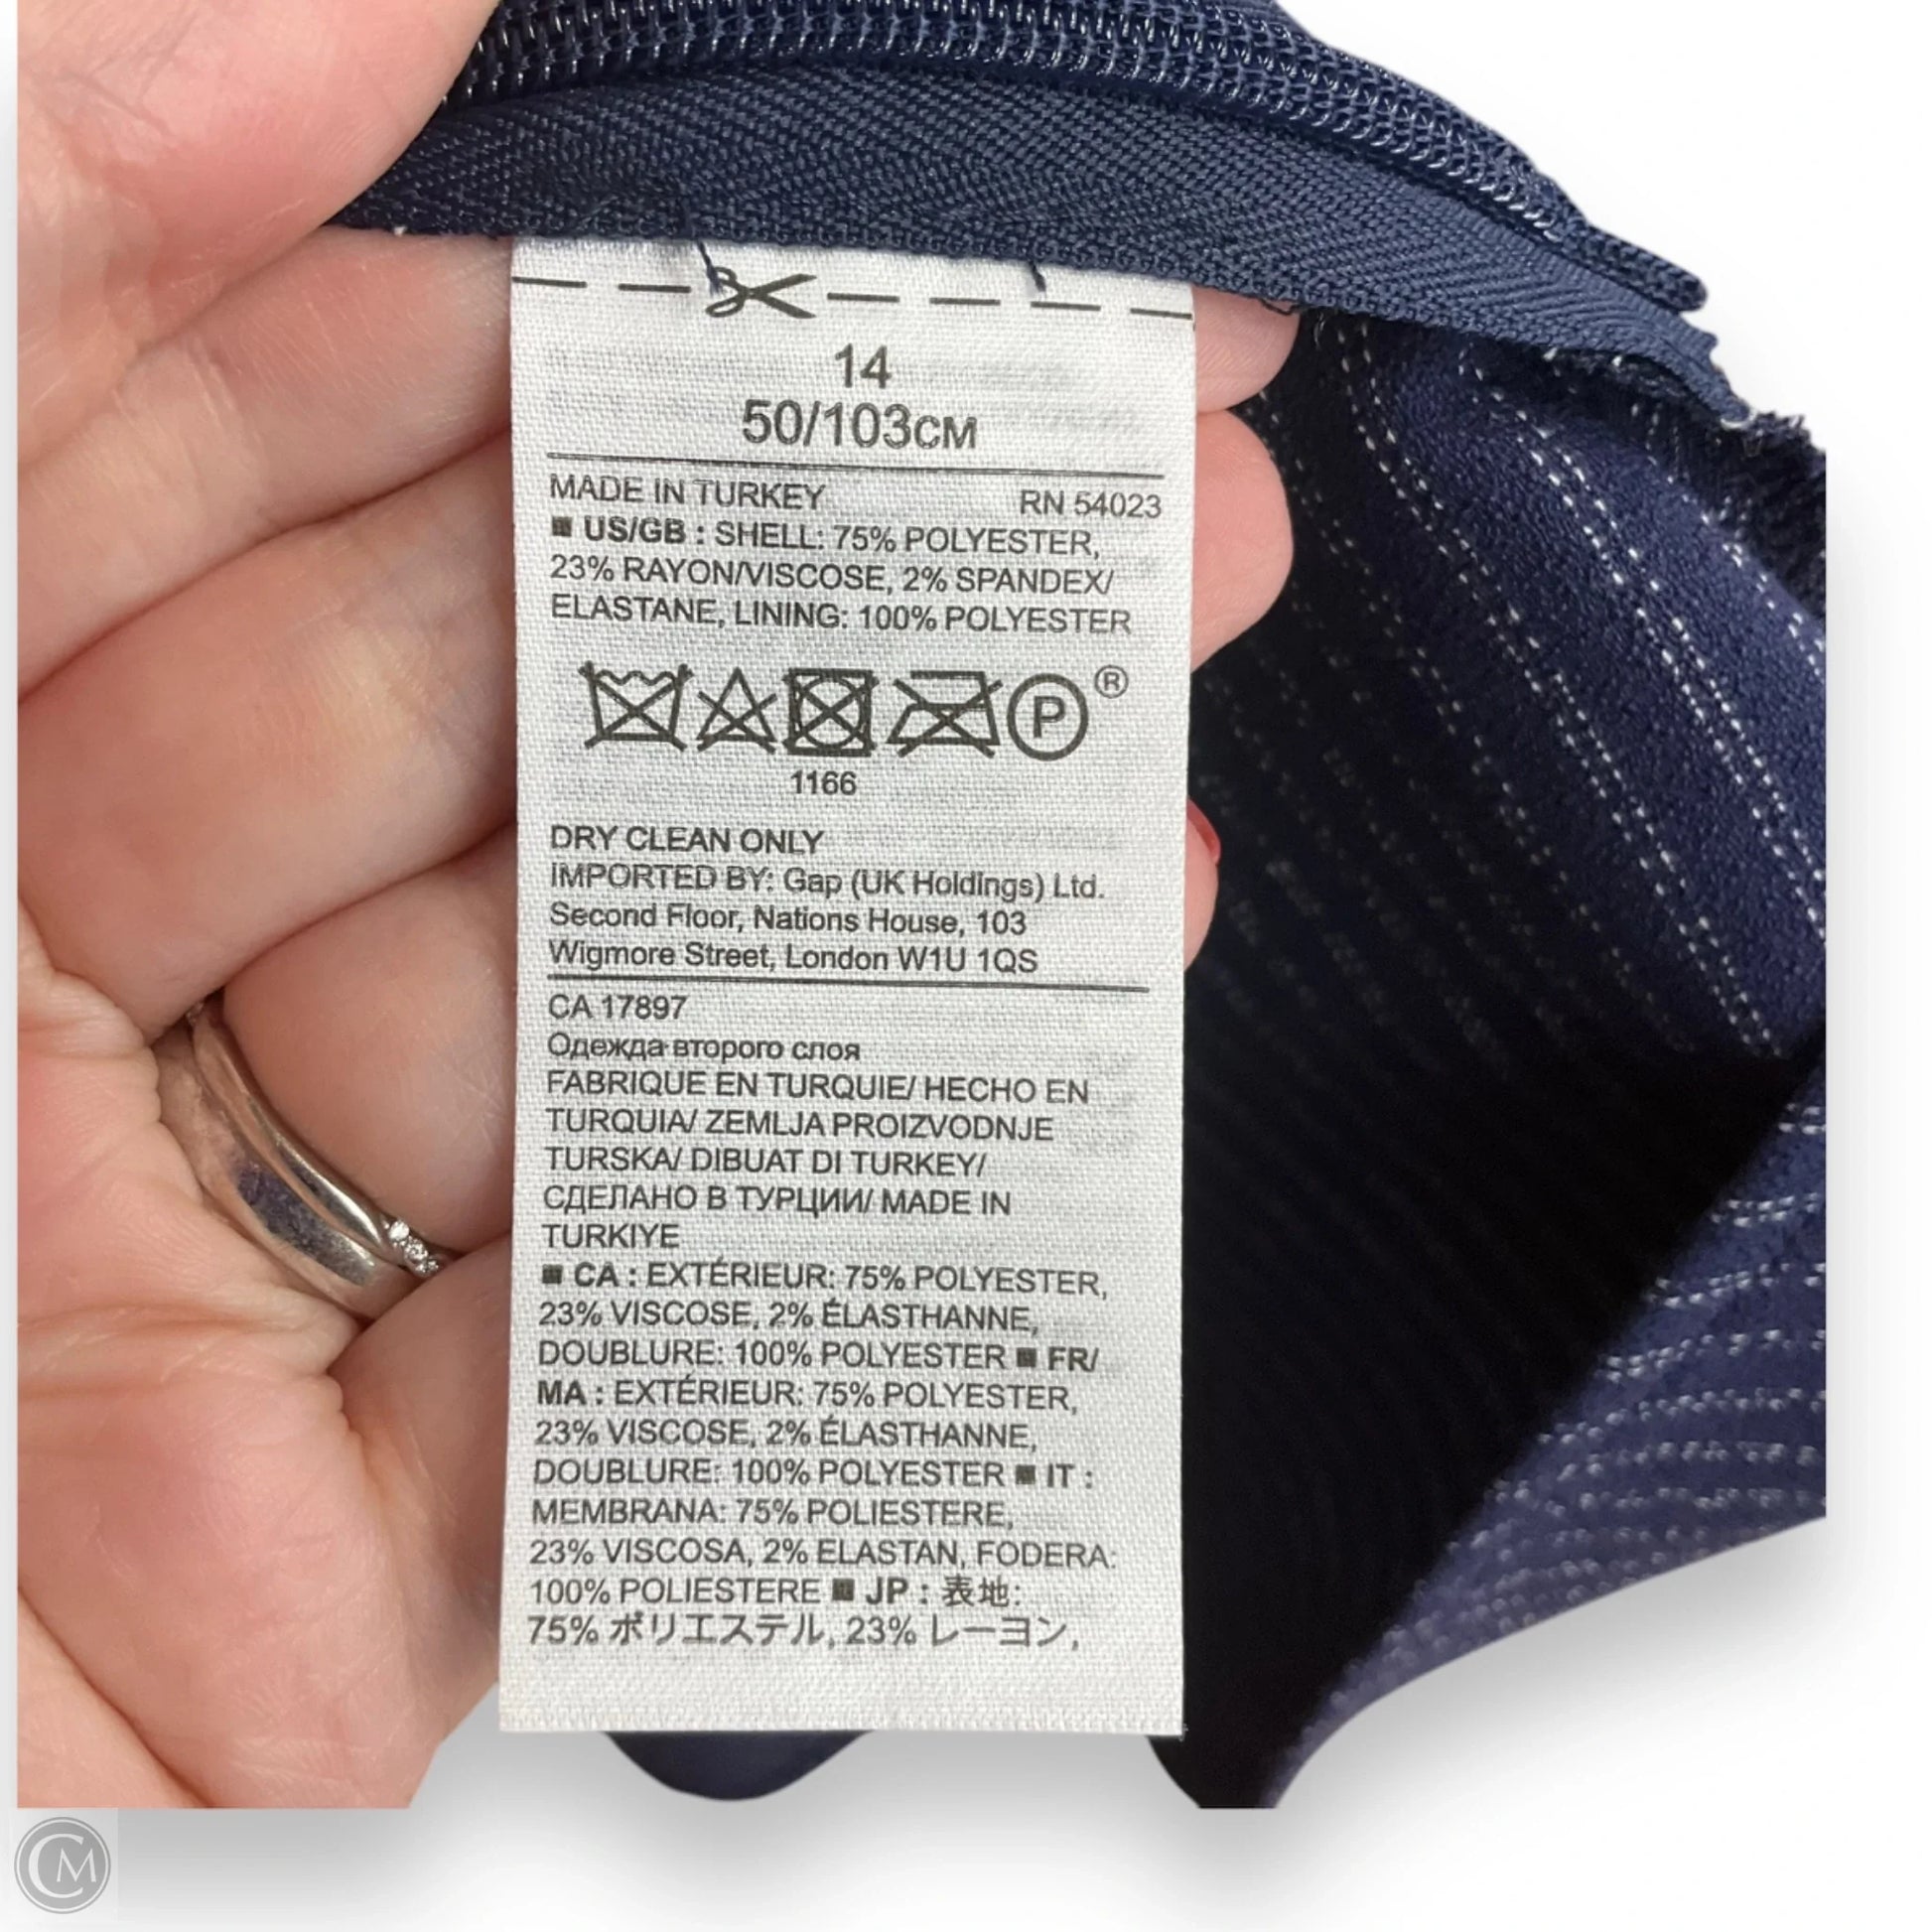 14
50/103CM
MADE IN TURKEY RN 54023
■ US/GB : SHELL: 75% POLYESTER,
23% RAYON/VISCOSE, 2% SPANDEX/
ELASTANE, LINING: 100% POLYESTER
P ®
1166
DRY CLEAN ONLY
IMPORTED BY: Gap (UK Holdings) Ltd.
Second Floor, Nations House, 103
Wigmore Street, London W1U 1QS
CA 17897
Одежда второго слоя
FABRIQUE EN TURQUIE/ HECHO EN
TURQUIA/ ZEMLJA PROIZVODNJE
TURSKA/ DIBUAT DI TURKEY/
СДЕЛАНО В ТУРЦИИ/ MADE IN
TURKIYE
■ CA : EXTÉRIEUR: 75% POLYESTER,
23% VISCOSE, 2% ÉLASTHANNE,
DOUBLURE: 100% POLYESTER ■ FR/
MA : EXTÉRIEUR: 75% POLYESTER,
23% VISCOSE, 2% ÉLASTHANNE,
DOUBLURE: 100% POLYESTER ■ IT :
MEMBRANA: 75% POLIESTERE,
23% VISCOSA, 2% ELASTAN, FODERA:
100% POLIESTERE ■ JP : 表地:
75% ポリエステル, 23% レーヨン,
CM